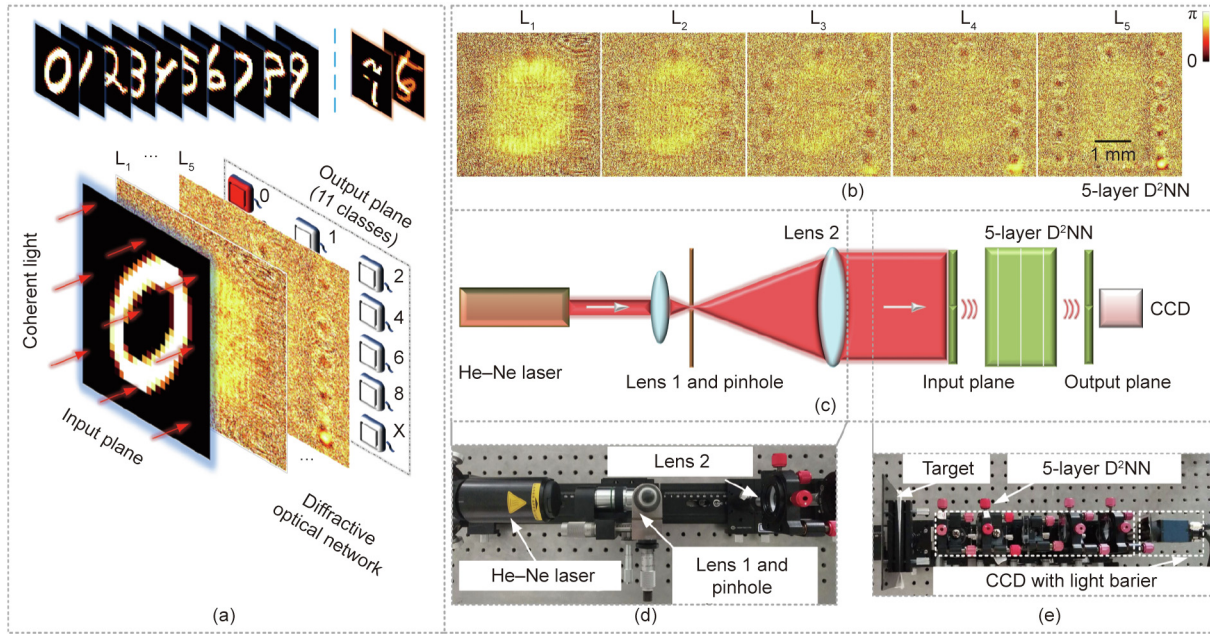 L₁ … L₅
0
Output plane
(11 classes)
1
2
4
6
8
X
Coherent light
Input plane
…
Diffractive
optical network
(a)
L₁ L₂ L₃ L₄ L₅
π
0
1 mm
(b)
5-layer D²NN
Lens 2
5-layer D²NN
CCD
He–Ne laser
Lens 1 and pinhole
Input plane
Output plane
(c)
Lens 2
He–Ne laser
Lens 1 and
pinhole
(d)
Target
5-layer D²NN
CCD with light barier
(e)